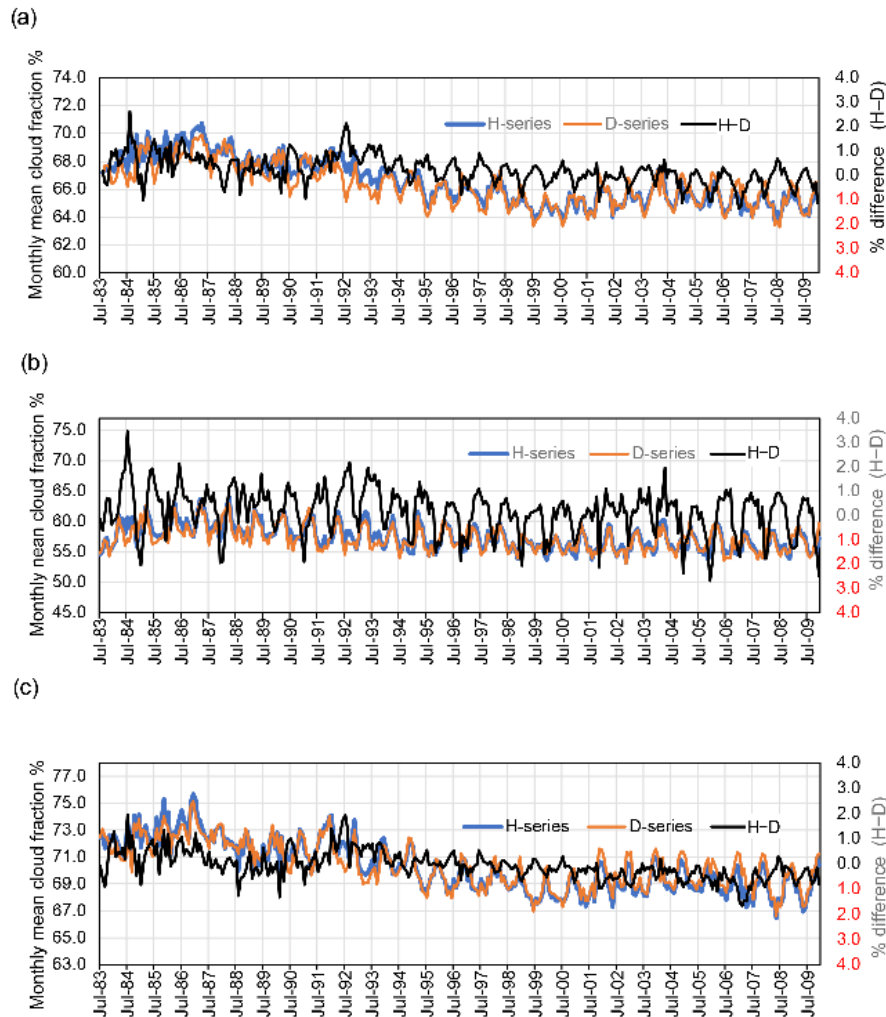 (a)
Monthly mean cloud fraction %
74.0
72.0
70.0
68.0
66.0
64.0
62.0
60.0
H-series
D-series
H−D
4.0
3.0
2.0
1.0
0.0
1.0
2.0
3.0
4.0
% difference (H−D)
Jul-83
Jul-84
Jul-85
Jul-86
Jul-87
Jul-88
Jul-89
Jul-90
Jul-91
Jul-92
Jul-93
Jul-94
Jul-95
Jul-96
Jul-97
Jul-98
Jul-99
Jul-00
Jul-01
Jul-02
Jul-03
Jul-04
Jul-05
Jul-06
Jul-07
Jul-08
Jul-09
(b)
Monthly nean cloud fraction %
75.0
70.0
65.0
60.0
55.0
50.0
45.0
H-series
D-series
H−D
4.0
3.0
2.0
1.0
0.0
1.0
2.0
3.0
4.0
% difference (H−D)
Jul-83
Jul-84
Jul-85
Jul-86
Jul-87
Jul-88
Jul-89
Jul-90
Jul-91
Jul-92
Jul-93
Jul-94
Jul-95
Jul-96
Jul-97
Jul-98
Jul-99
Jul-00
Jul-01
Jul-02
Jul-03
Jul-04
Jul-05
Jul-06
Jul-07
Jul-08
Jul-09
(c)
Monthly mean cloud fraction %
77.0
75.0
73.0
71.0
69.0
67.0
65.0
63.0
H-series
D-series
H−D
4.0
3.0
2.0
1.0
0.0
1.0
2.0
3.0
4.0
% difference (H−D)
Jul-83
Jul-84
Jul-85
Jul-86
Jul-87
Jul-88
Jul-89
Jul-90
Jul-91
Jul-92
Jul-93
Jul-94
Jul-95
Jul-96
Jul-97
Jul-98
Jul-99
Jul-00
Jul-01
Jul-02
Jul-03
Jul-04
Jul-05
Jul-06
Jul-07
Jul-08
Jul-09